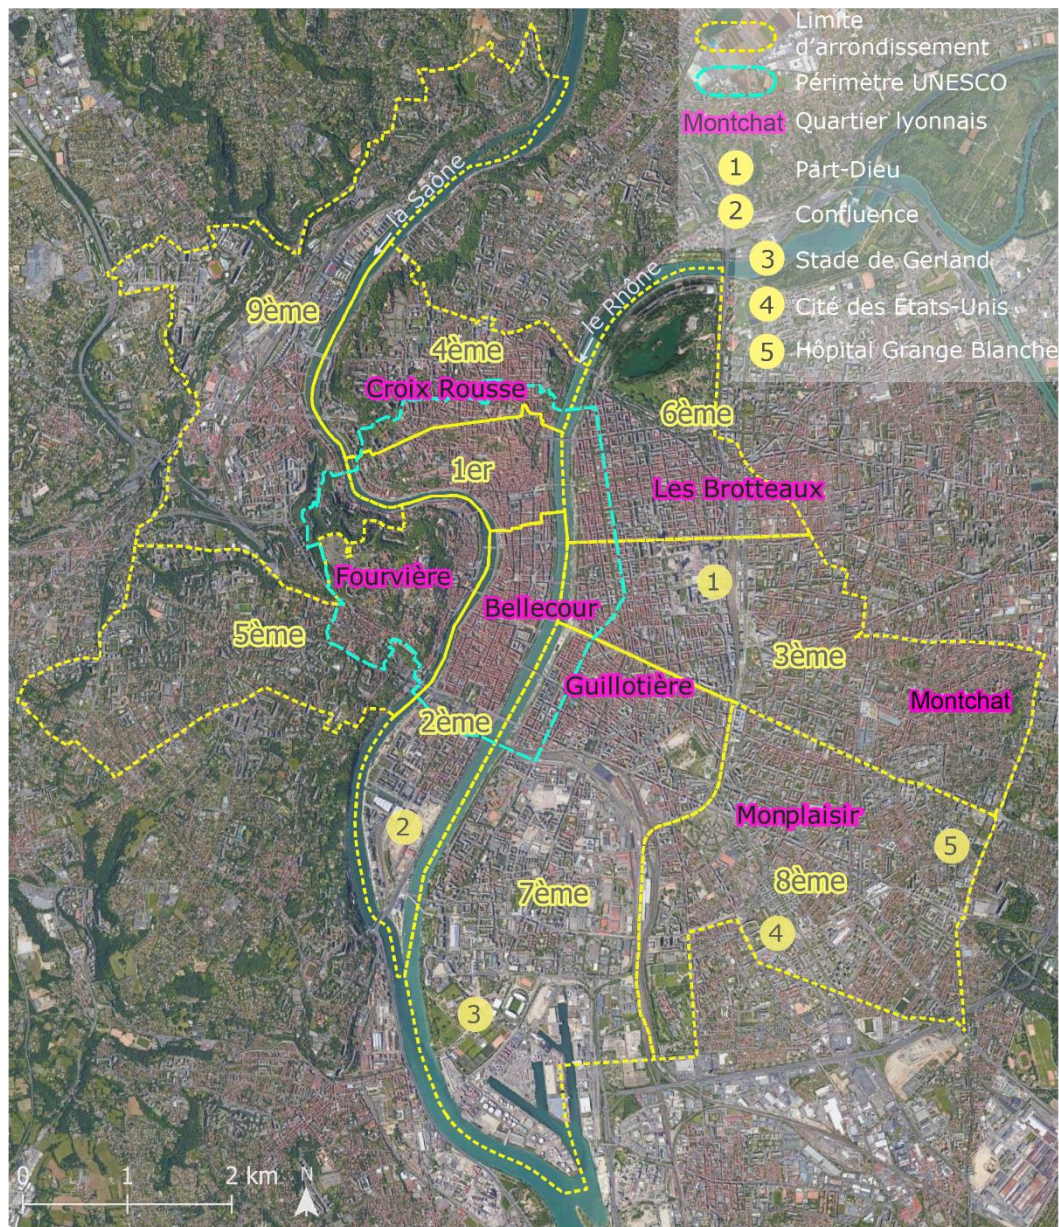 Limite
d'arrondissement
Périmètre UNESCO
Montchat Quartier lyonnais
1 Part-Dieu
2 Confluence
3 Stade de Gerland
4 Cité des États-Unis
5 Hôpital Grange Blanche
la Saône
le Rhône
9ème
4ème
Croix Rousse
6ème
1er
Les Brotteaux
Fourvière
1
Bellecour
5ème
3ème
Guillotière
Montchat
2ème
Monplaisir
2
5
7ème
8ème
4
3
0 1 2 km
N